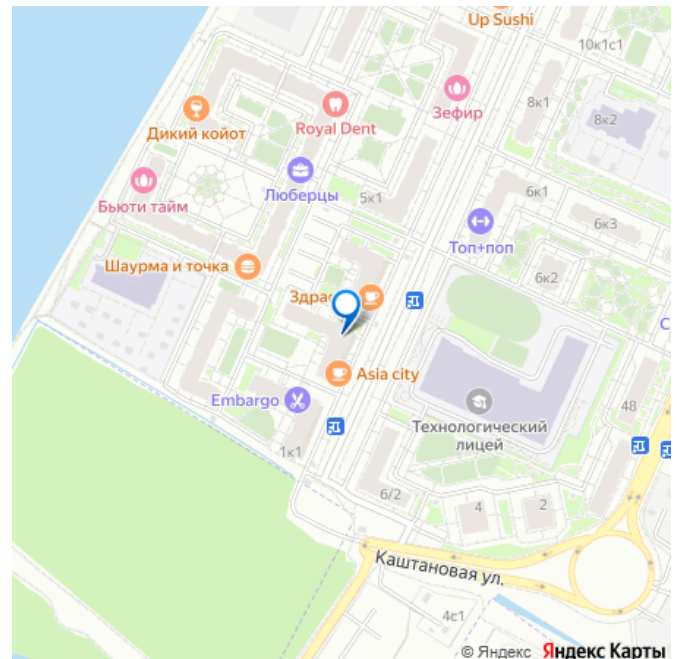 Up Sushi
10к1с1
Зефир
8к1
8к2
Royal Dent
Дикий койот
Люберцы
5к1
6к1
6к3
Бьюти тайм
Топ+поп
6к2
Шаурма и точка
Asia city
Embargo
Технологический
лицей
48
1к1
6/2
4
2
Каштановая ул.
4с1
© Яндекс Яндекс Карты